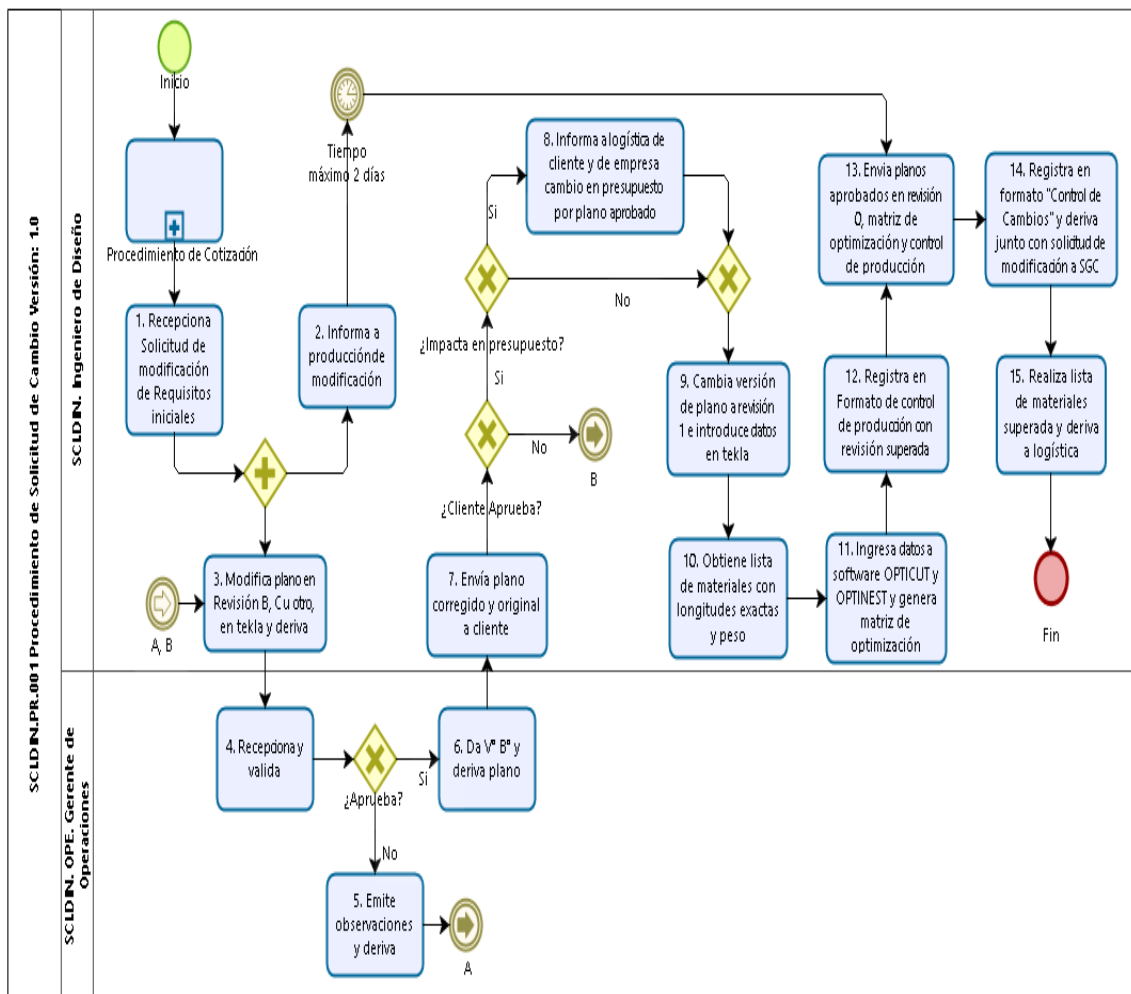 SCLDIN.PR.001 Procedimiento de Solicitud de Cambio Versión: 1.0
SCLDIN. Ingeniero de Diseño
Inicio
Procedimiento de Cotización
1. Recepciona
Solicitud de
modificación
de Requisitos
iniciales
2. Informa a
producciónde
modificación
Tiempo
máximo 2 días
3. Modifica plano en
Revisión B, C u otro,
en tekla y deriva
A, B
7. Envía plano
corregido y original
a cliente
¿Cliente Aprueba?
No
B
Si
¿Impacta en presupuesto?
Si
No
8. Informa a logística de
cliente y de empresa
cambio en presupuesto
por plano aprobado
9. Cambia versión
de plano a revisión
1 e introduce datos
en tekla
10. Obtiene lista
de materiales con
longitudes exactas
y peso
11. Ingresa datos a
software OPTICUT y
OPTINEST y genera
matriz de
optimización
12. Registra en
Formato de control
de producción con
revisión superada
13. Envia planos
aprobados en revisión
0, matriz de
optimización y control
de producción
14. Registra en
formato "Control de
Cambios" y deriva
junto con solicitud de
modificación a SGC
15. Realiza lista
de materiales
superada y deriva
a logística
Fin
SCLDIN. OPE. Gerente de
Operaciones
4. Recepciona y
valida
¿Aprueba?
Si
No
6. Da V° B° y
deriva plano
5. Emite
observaciones
y deriva
A